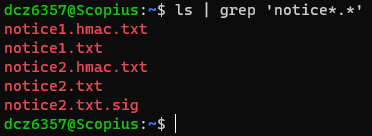 dcz6357@Scopius:~$ ls | grep 'notice*.*'
notice1.hmac.txt
notice1.txt
notice2.hmac.txt
notice2.txt
notice2.txt.sig
dcz6357@Scopius:~$